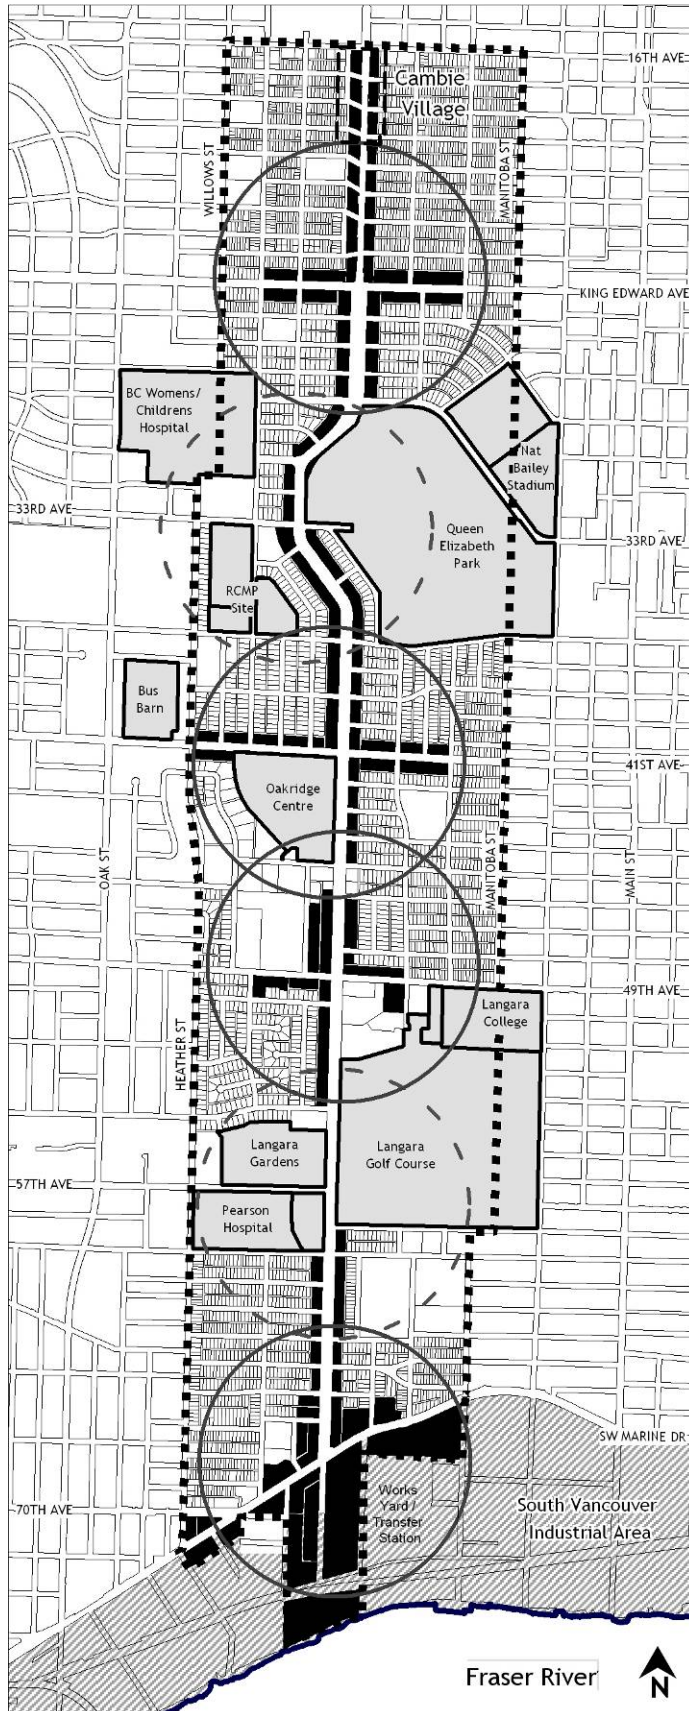 16TH AVE
Cambie
Village
WILLOWS ST
MANITOBA ST
KING EDWARD AVE
BC Womens/
Childrens
Hospital
Nat
Bailey
Stadium
33RD AVE
Queen
Elizabeth
Park
33RD AVE
RCMP
Site
Bus
Barn
41ST AVE
Oakridge
Centre
OAK ST
MANITOBA ST
MAIN ST
49TH AVE
Langara
College
HEATHER ST
Langara
Gardens
Langara
Golf Course
57TH AVE
Pearson
Hospital
SW MARINE DR
70TH AVE
Works
Yard /
Transfer
Station
South Vancouver
Industrial Area
Fraser River
N